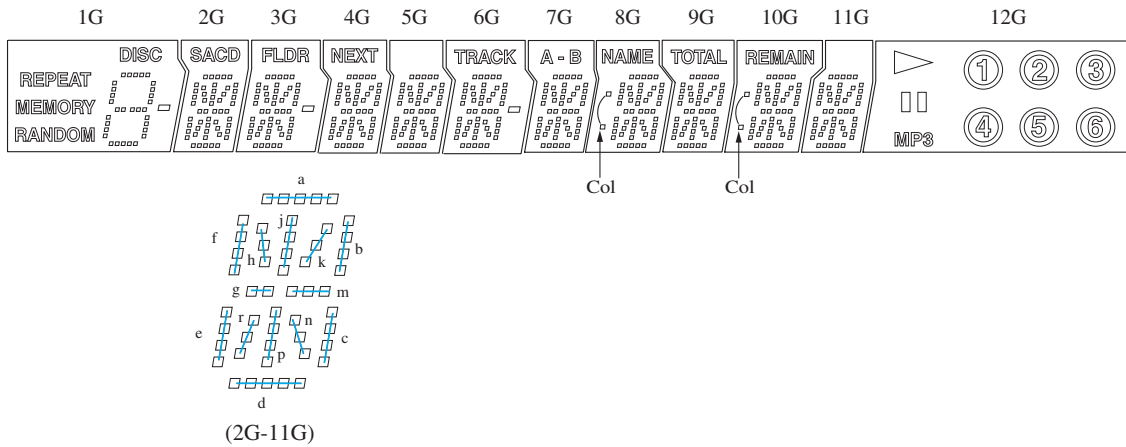 1G 2G 3G 4G 5G 6G 7G 8G 9G 10G 11G 12G
DISC SACD FLDR NEXT TRACK A - B NAME TOTAL REMAIN
REPEAT
MEMORY
RANDOM
1 2 3
4 5 6
MP3
Col Col
a
f j b
h k
g m
e r n c
p
d
(2G-11G)